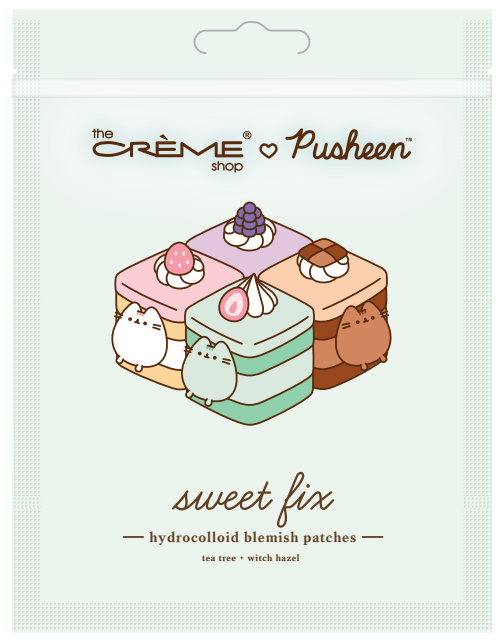 the
CRÈME® ♡ Pusheen™
shop
sweet fix
hydrocolloid blemish patches
tea tree + witch hazel